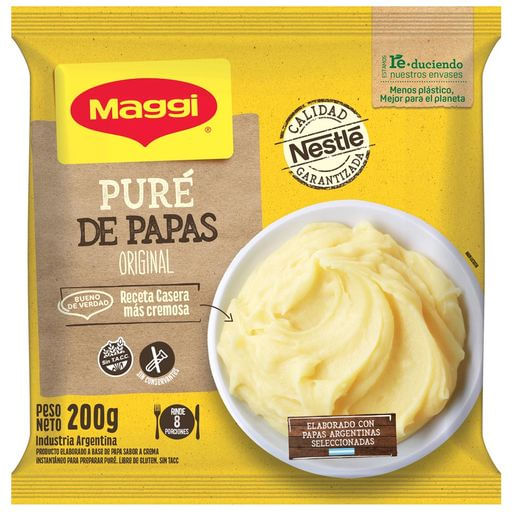 ESTAMOS
re·duciendo
nuestros envases
Menos plástico,
Mejor para el planeta
Maggi®
CALIDAD
Nestlé
GARANTIZADA
PURÉ
DE PAPAS
ORIGINAL
BUENO
DE VERDAD
Receta Casera
más cremosa
Sin T.A.C.C.
SIN CONSERVANTES
PESO
NETO 200g
RINDE
8
PORCIONES
Industria Argentina
PRODUCTO ELABORADO A BASE DE PAPA SABOR A CREMA
INSTANTÁNEO PARA PREPARAR PURÉ. LIBRE DE GLUTEN. SIN TACC
ELABORADO CON
PAPAS ARGENTINAS
SELECCIONADAS